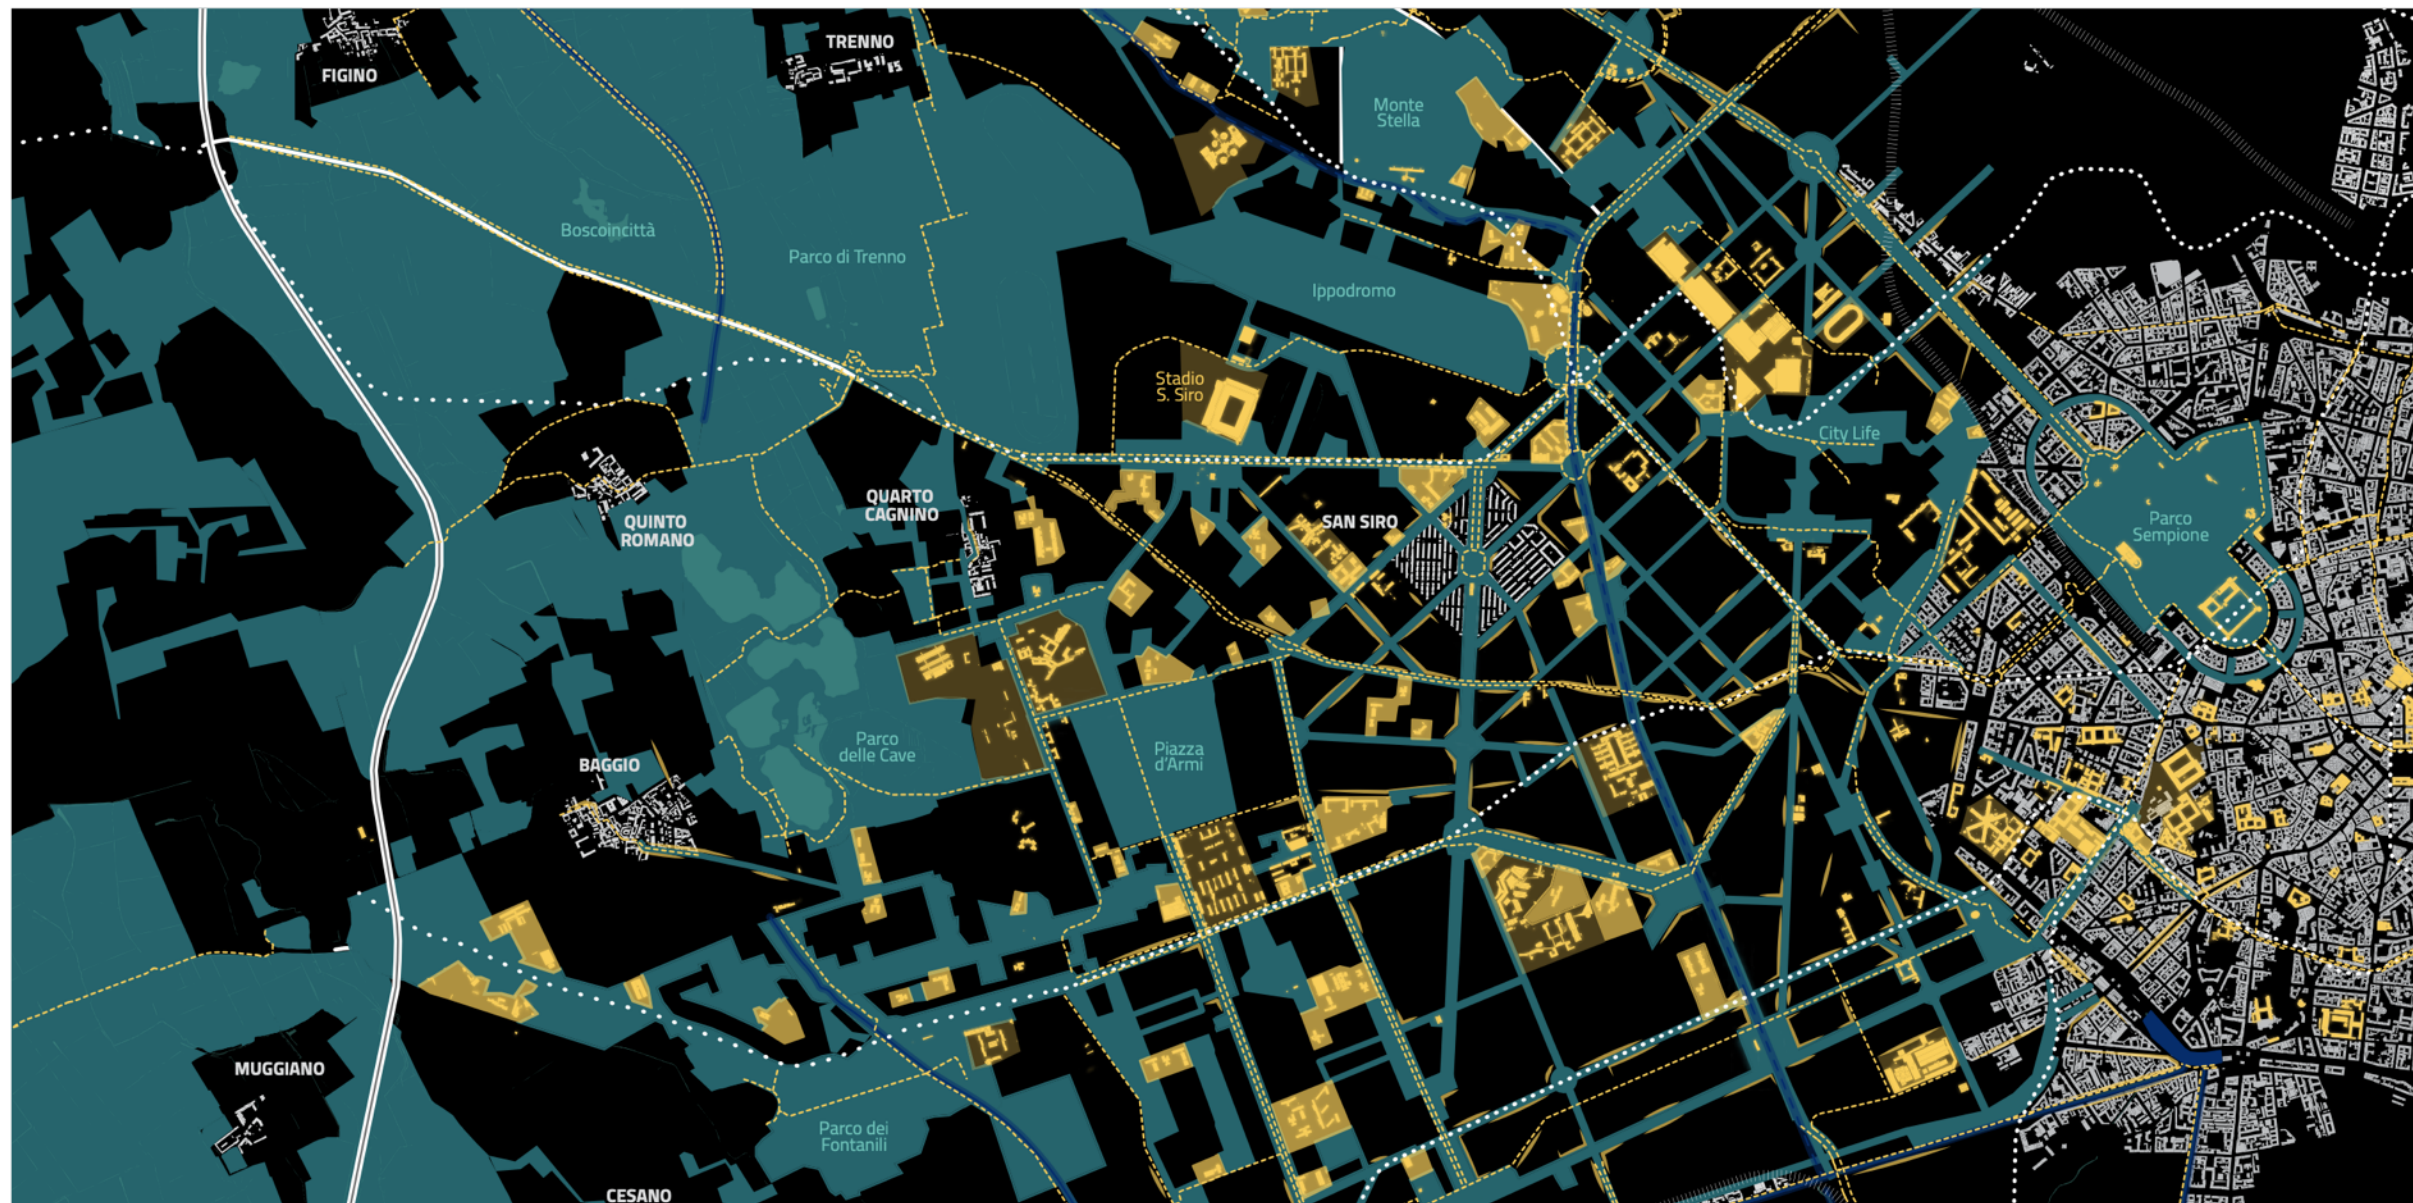 FIGINO
TRENNO
Monte
Stella
Boscoincittà
Parco di Trenno
Ippodromo
Stadio
S. Siro
City Life
QUARTO
CAGNINO
QUINTO
ROMANO
SAN SIRO
Parco
Sempione
Parco
delle Cave
Piazza
d'Armi
BAGGIO
MUGGIANO
Parco dei
Fontanili
CESANO